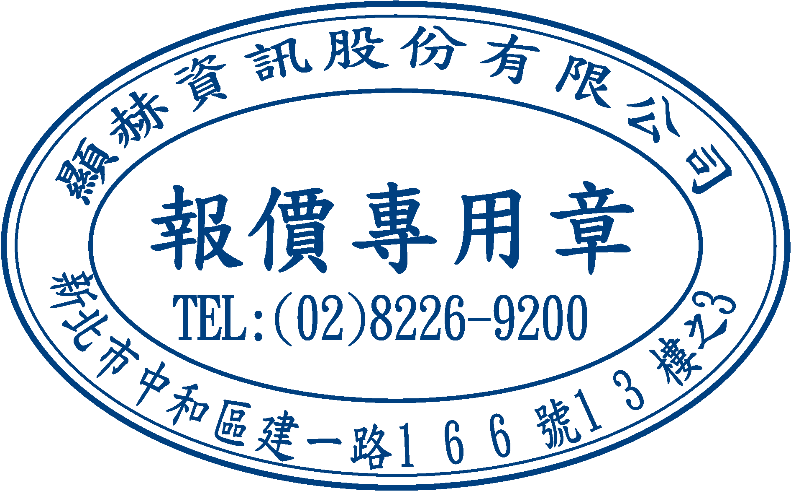 顯赫資訊股份有限公司
報價專用章
TEL:(02)8226-9200
新北市中和區建一路166號13樓之3